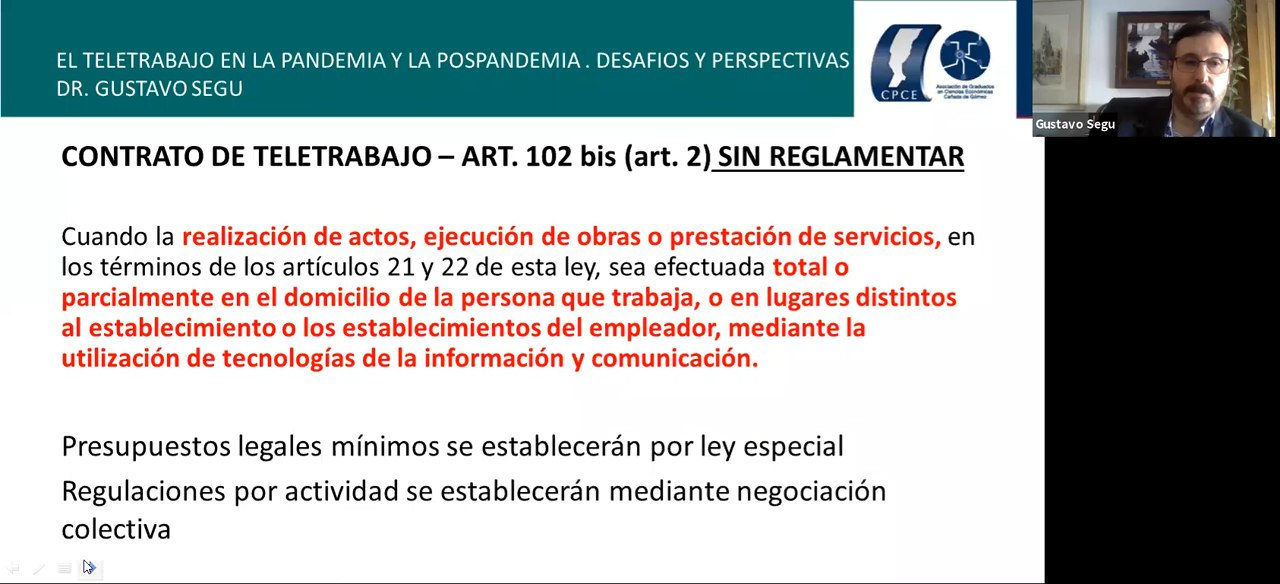 EL TELETRABAJO EN LA PANDEMIA Y LA POSPANDEMIA . DESAFIOS Y PERSPECTIVAS
DR. GUSTAVO SEGU
CPCE
Asociación de Graduados
en Ciencias Económicas
Cañada de Gómez
Gustavo Segu
CONTRATO DE TELETRABAJO – ART. 102 bis (art. 2) SIN REGLAMENTAR
Cuando la realización de actos, ejecución de obras o prestación de servicios, en
los términos de los artículos 21 y 22 de esta ley, sea efectuada total o
parcialmente en el domicilio de la persona que trabaja, o en lugares distintos
al establecimiento o los establecimientos del empleador, mediante la
utilización de tecnologías de la información y comunicación.
Presupuestos legales mínimos se establecerán por ley especial
Regulaciones por actividad se establecerán mediante negociación
colectiva